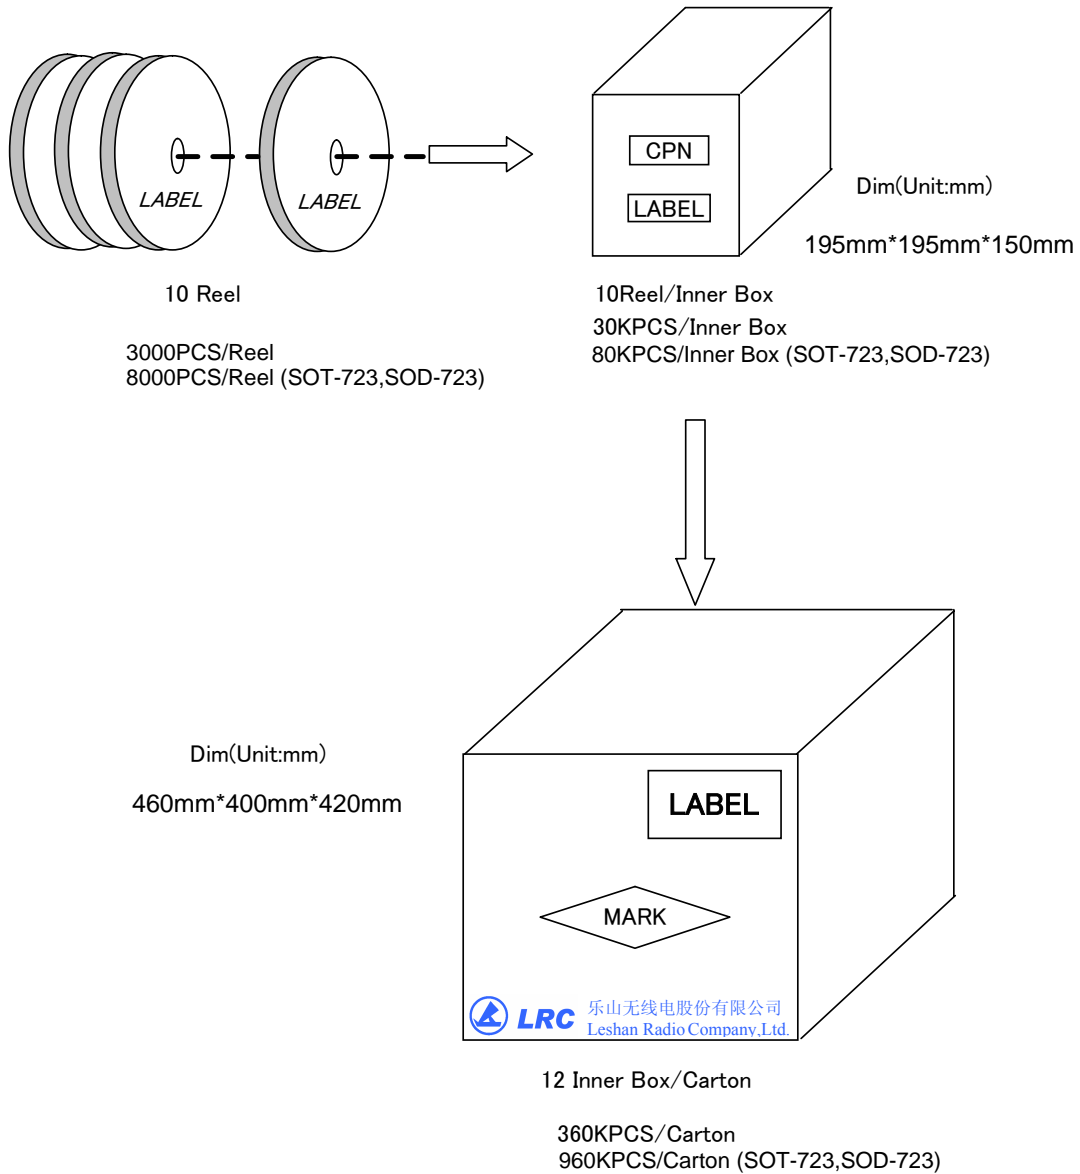 LABEL
LABEL
CPN
LABEL
Dim(Unit:mm)
195mm*195mm*150mm
10 Reel
3000PCS/Reel
8000PCS/Reel (SOT-723,SOD-723)
10Reel/Inner Box
30KPCS/Inner Box
80KPCS/Inner Box (SOT-723,SOD-723)
Dim(Unit:mm)
460mm*400mm*420mm
LABEL
MARK
LRC 乐山无线电股份有限公司
Leshan Radio Company,Ltd.
12 Inner Box/Carton
360KPCS/Carton
960KPCS/Carton (SOT-723,SOD-723)